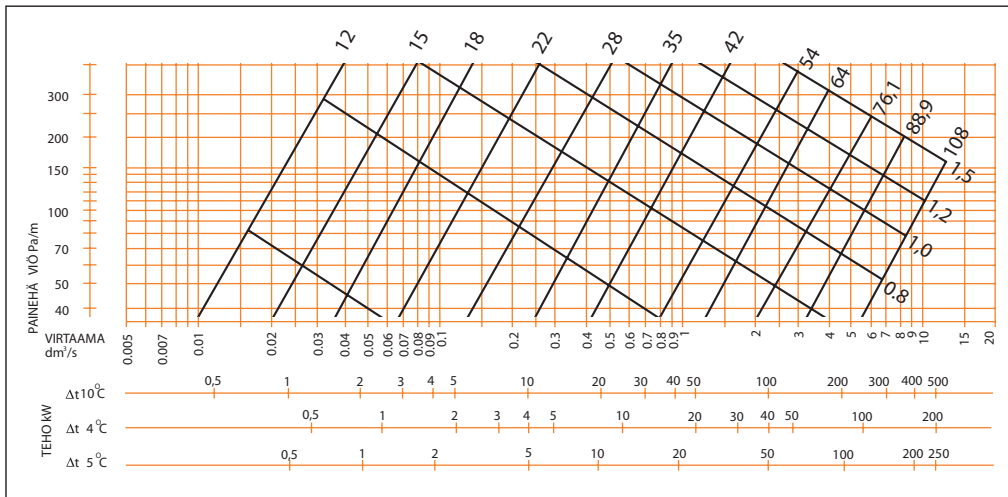 12 15 18 22 28 35 42 54 64 76,1 88,9 108
1,5
1,2
1,0
0.8
PAINEHÄ VIÖ Pa/m
300
200
150
100
70
50
40
VIRTAAMA dm³/s
0.005 0.007 0.01 0.02 0.03 0.04 0.05 0.06 0.07 0.08 0.09 0.1 0.2 0.3 0.4 0.5 0.6 0.7 0.8 0.9 1 2 3 4 5 6 7 8 9 10 15 20
TEHO kW
Δt10°C 0,5 1 2 3 4 5 10 20 30 40 50 100 200 300 400 500
Δt 4°C 0,5 1 2 3 4 5 10 20 30 40 50 100 200
Δt 5°C 0,5 1 2 5 10 20 50 100 200 250